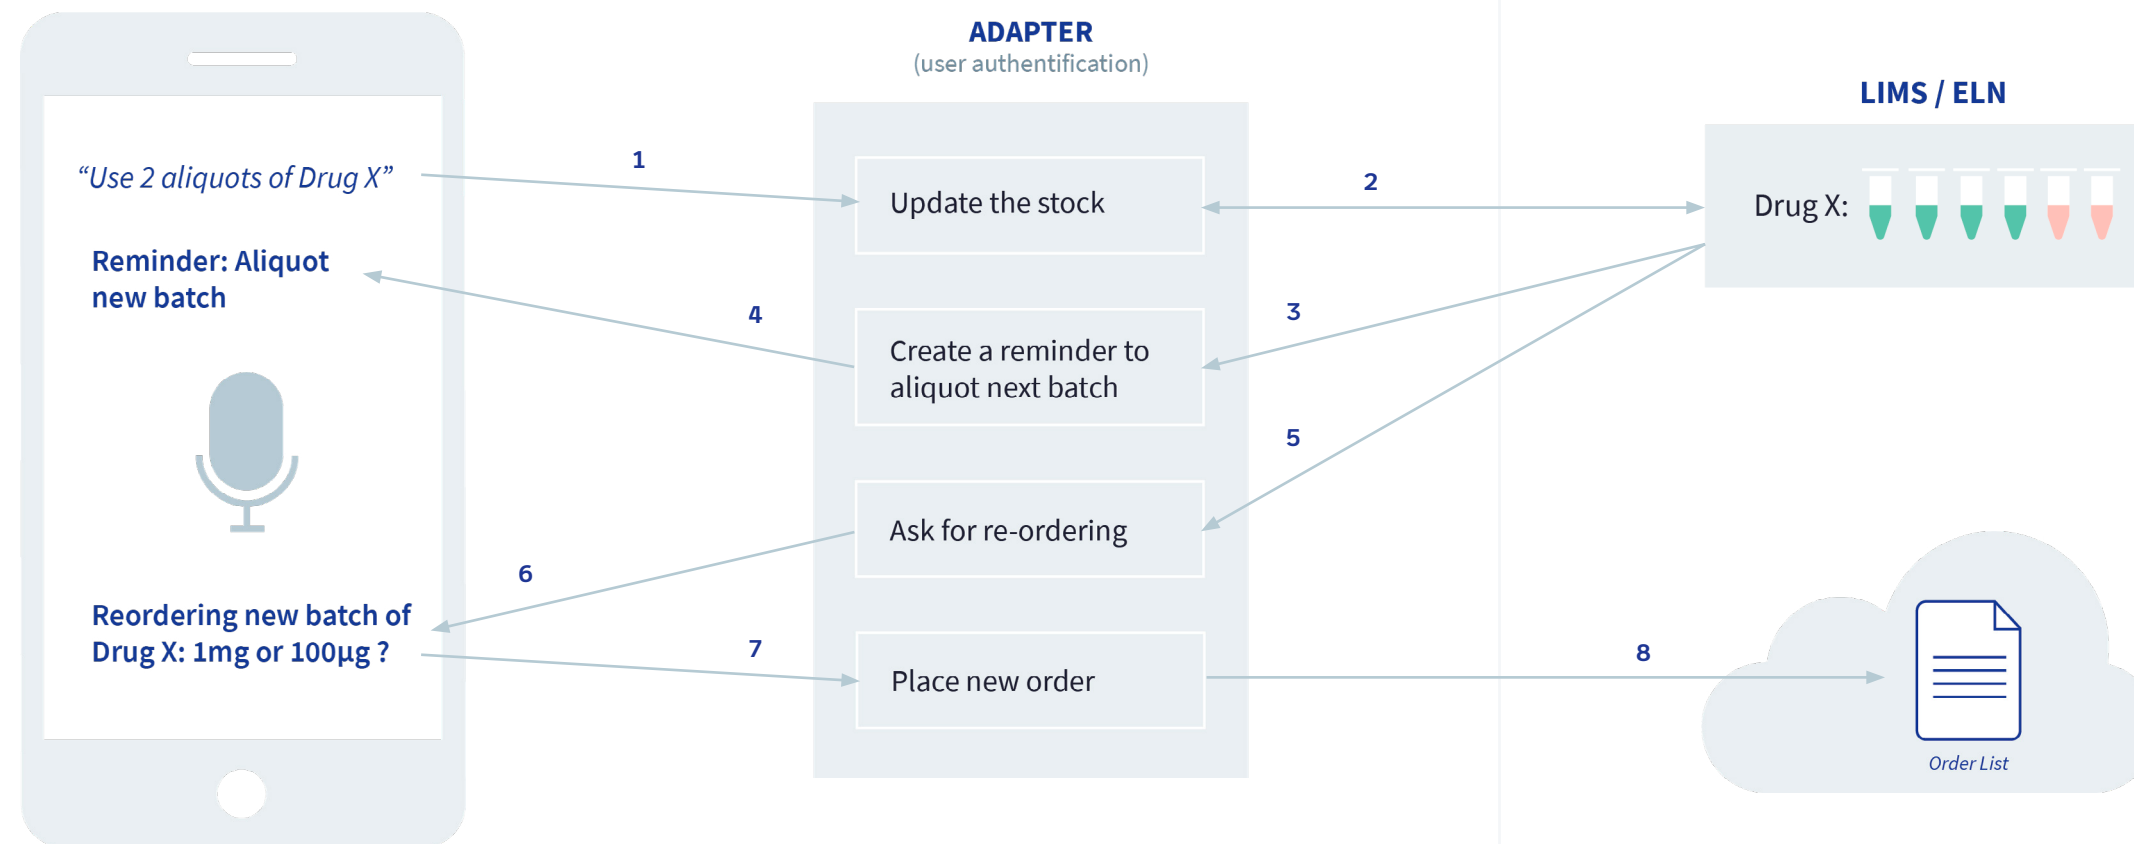 ADAPTER
(user authentification)
LIMS / ELN
“Use 2 aliquots of Drug X”
1
Update the stock
2
Drug X:
Reminder: Aliquot
new batch
4
Create a reminder to
aliquot next batch
3
5
Ask for re-ordering
6
Reordering new batch of
Drug X: 1mg or 100µg ?
7
Place new order
8
Order List